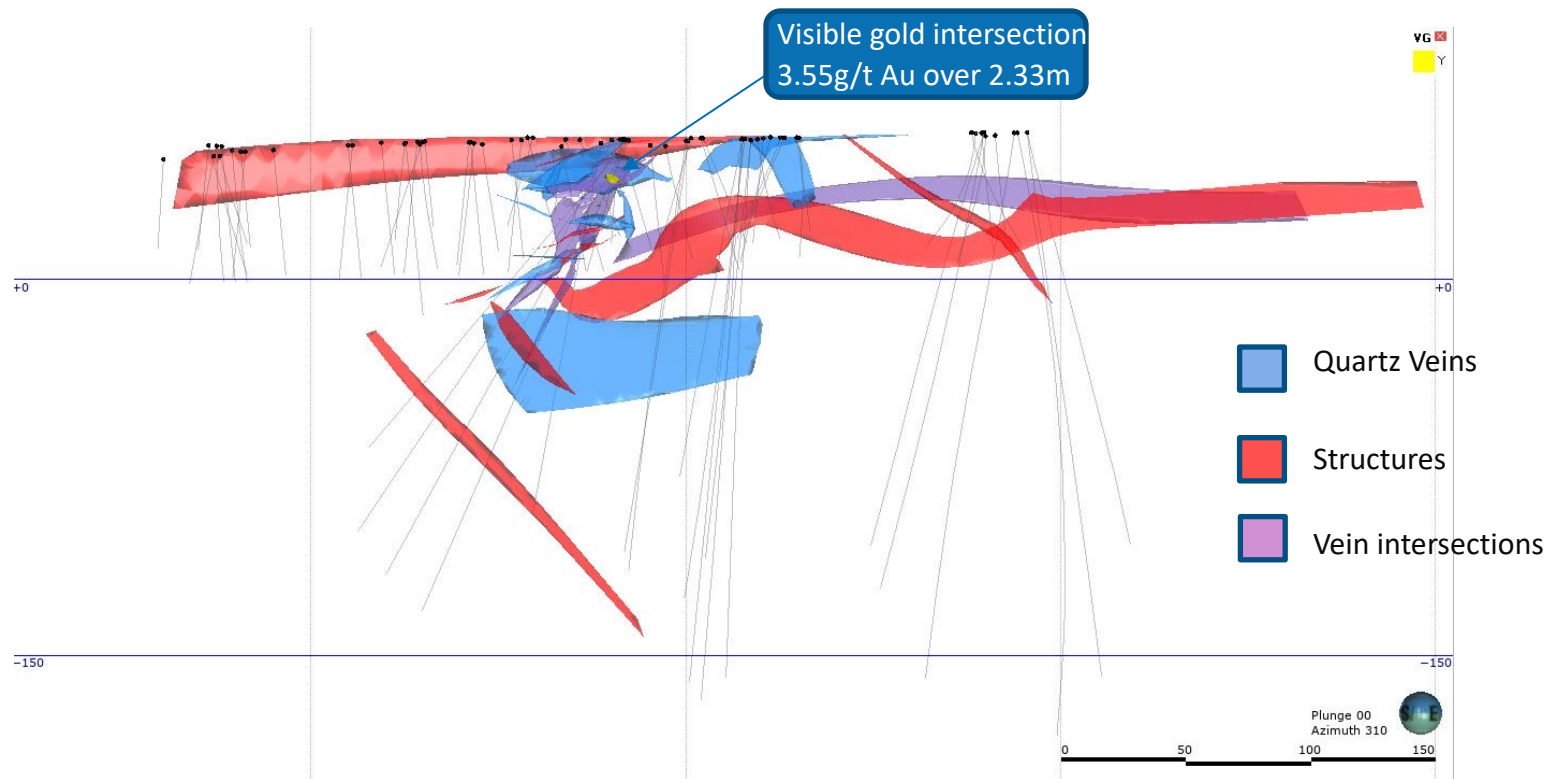 Visible gold intersection
3.55g/t Au over 2.33m
VG
Y
+0
+0
Quartz Veins
Structures
Vein intersections
-150
-150
Plunge 00
Azimuth 310
S E
0 50 100 150